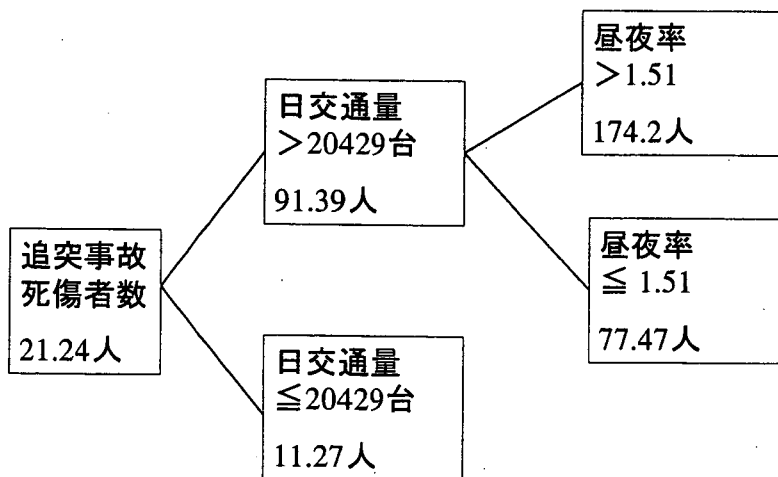 追突事故
死傷者数
21.24人
日交通量
＞20429台
91.39人
日交通量
≦20429台
11.27人
昼夜率
＞1.51
174.2人
昼夜率
≦ 1.51
77.47人